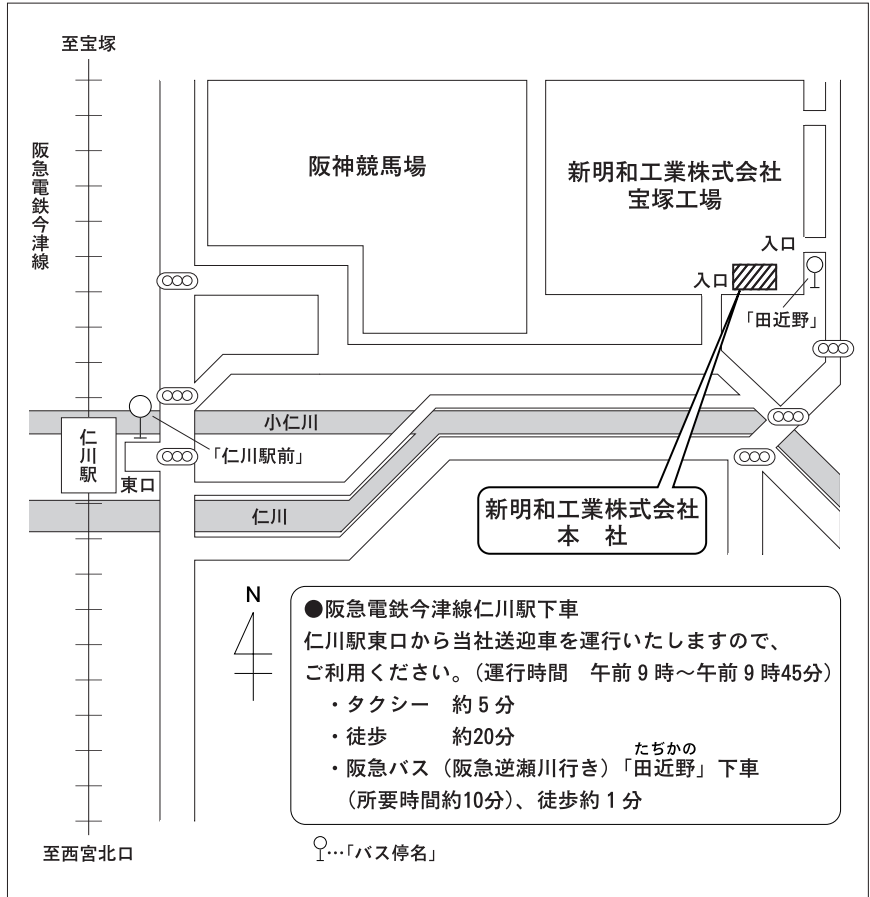 至宝塚
阪急電鉄今津線
阪神競馬場
新明和工業株式会社
宝塚工場
入口
入口
「田近野」
小仁川
仁川駅
「仁川駅前」
東口
仁川
新明和工業株式会社
本　社
N
●阪急電鉄今津線仁川駅下車
仁川駅東口から当社送迎車を運行いたしますので、
ご利用ください。（運行時間　午前９時～午前９時45分）
・タクシー　約５分
・徒歩　　　約20分
たぢかの
・阪急バス（阪急逆瀬川行き）「田近野」下車
（所要時間約10分）、徒歩約１分
至西宮北口
…「バス停名」